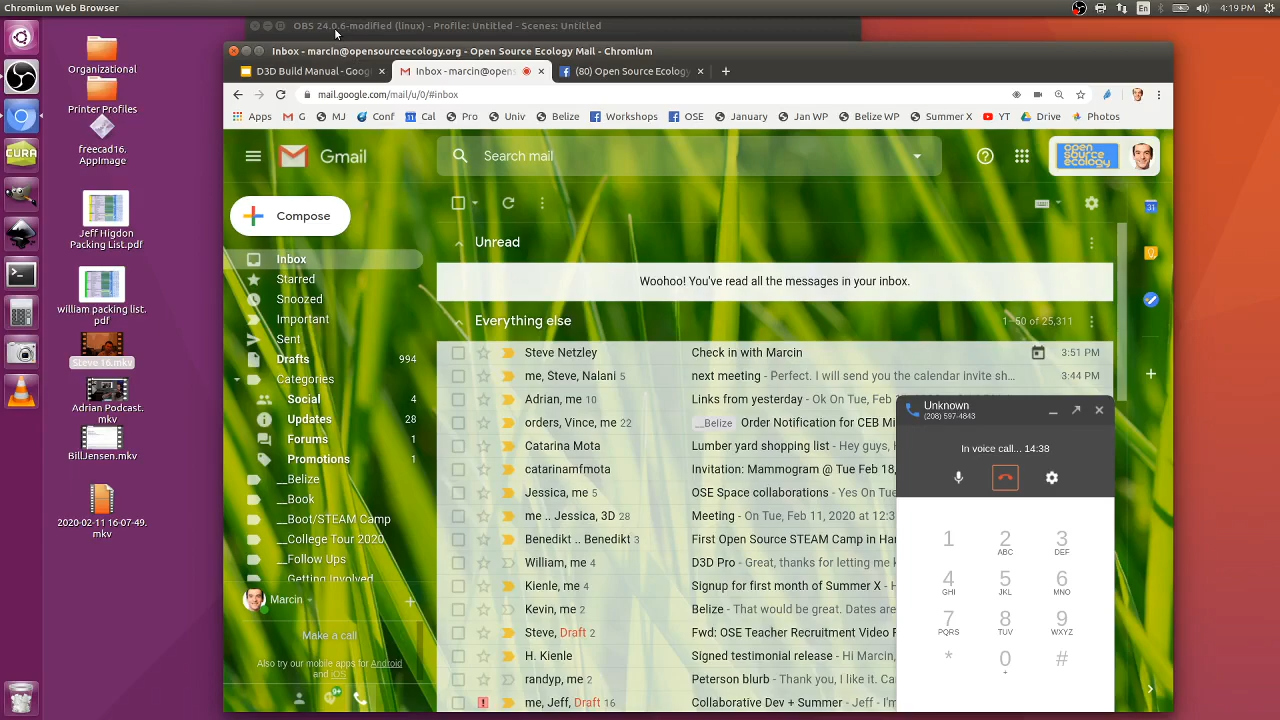 Chromium Web Browser
En
4:19 PM
OBS 24.0.6-modified (linux) - Profile: Untitled - Scenes: Untitled
Inbox - marcin@opensourceecology.org - Open Source Ecology Mail - Chromium
D3D Build Manual - Goog
Inbox - marcin@opens
(80) Open Source Ecology
mail.google.com/mail/u/0/#inbox
Apps G MJ Conf Cal Pro Univ Belize Workshops OSE January Jan WP Belize WP Summer X YT Drive Photos
Gmail
Search mail
open
source
ecology
Compose
Inbox
Starred
Snoozed
Important
Sent
Drafts 994
Categories
Social 4
Updates 28
Forums 1
Promotions 1
__Belize
__Book
__Boot/STEAM Camp
__College Tour 2020
__Follow Ups
__Getting Involved
Marcin
Make a call
Also try our mobile apps for Android
and iOS
9+
Unread
Woohoo! You've read all the messages in your inbox.
Everything else
1–50 of 25,311
Steve Netzley Check in with Marcin 3:51 PM
me, Steve, Nalani 5 next meeting - Perfect. I will send you the calendar invite sh... 3:44 PM
Adrian, me 10 Links from yesterday - Ok On Tue, F
orders, Vince, me 22 __Belize Order Notification for CEB Mi
Catarina Mota Lumber yard shopping list - Hey guys,
catarinamfmota Invitation: Mammogram @ Tue Feb 18,
Jessica, me 5 OSE Space collaborations - Yes On Tu
me .. Jessica, 3D 28 Meeting - On Tue, Feb 11, 2020 at 12:3
Benedikt .. Benedikt 3 First Open Source STEAM Camp in Har
William, me 4 D3D Pro - Great, thanks for letting me k
Kienle, me 4 Signup for first month of Summer X -
Kevin, me 2 Belize - That would be great. Dates are
Steve, Draft 2 Fwd: OSE Teacher Recruitment Video F
H. Kienle Signed testimonial release - Hi Marcin,
randyp, me 2 Peterson blurb - Yeah, I like it. Ca
me, Jeff, Draft 16 Collaborative Dev + Summer - Jeff - I'm
Unknown
(208) 597-4843
In voice call... 14:38
1 2 3
ABC DEF
4 5 6
GHI JKL MNO
7 8 9
PQRS TUV WXYZ
* 0 #
+
31
Organizational
Printer Profiles
freecad16.
AppImage
Jeff Higdon
Packing List.pdf
william packing list.
pdf
Steve 16.mkv
Adrian Podcast.
mkv
BillJensen.mkv
2020-02-11 16-07-49.
mkv
CURA